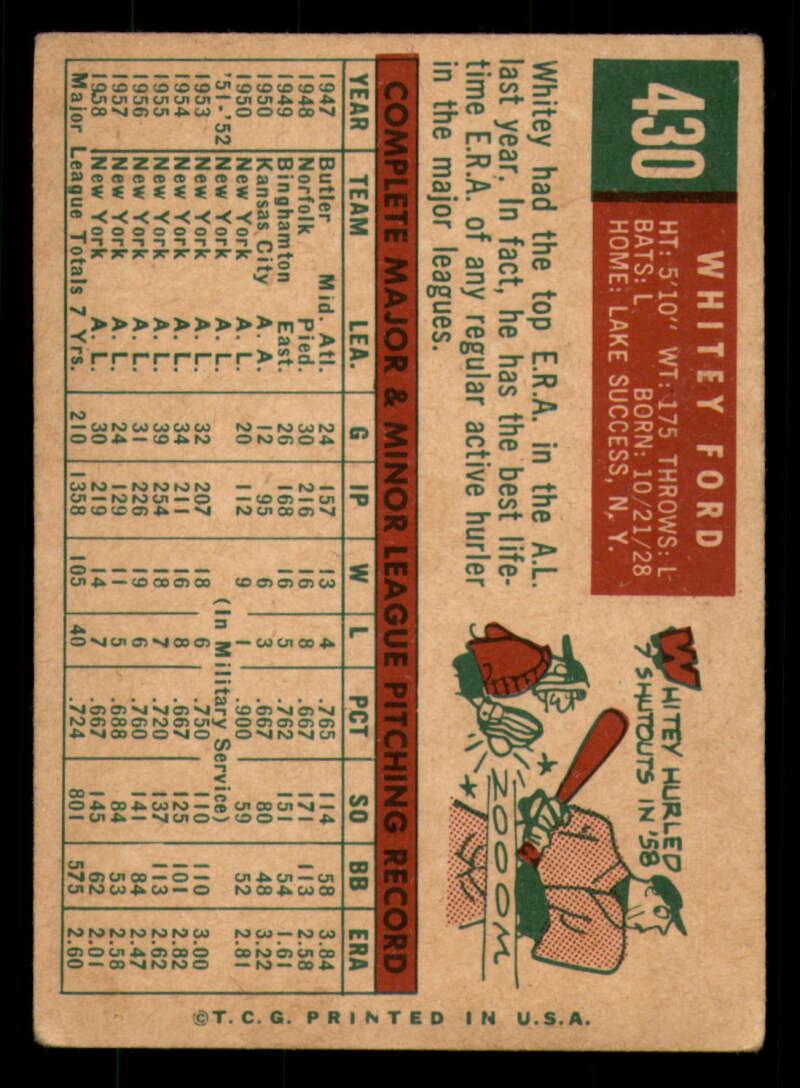 430
WHITEY FORD
HT: 5'10" WT: 175 THROWS: L
BATS: L BORN: 10/21/28
HOME: LAKE SUCCESS, N. Y.
Whitey had the top E.R.A. in the A.L.
last year. In fact, he has the best life-
time E.R.A. of any regular active hurler
in the major leagues.
WHITEY HURLED
7 SHUTOUTS IN '58
ZOOOM
COMPLETE MAJOR & MINOR LEAGUE PITCHING RECORD
YEAR TEAM LEA. G IP W L PCT SO BB ERA
1947 Butler Mid. Atl. 24 157 13 4 .765 114 58 3.84
1948 Norfolk Pied. 30 216 16 8 .667 171 113 2.58
1949 Binghamton East. 26 168 16 5 .762 151 54 1.61
1950 Kansas City A. A. 12 95 6 3 .667 80 48 3.22
1950 New York A. L. 20 112 9 1 .900 59 52 2.81
'51-'52 (In Military Service)
1953 New York A. L. 32 207 18 6 .750 110 110 3.00
1954 New York A. L. 34 211 16 8 .667 125 101 2.82
1955 New York A. L. 39 254 18 7 .720 137 113 2.62
1956 New York A. L. 31 226 19 6 .760 141 84 2.47
1957 New York A. L. 24 129 11 5 .688 84 53 2.58
1958 New York A. L. 30 219 14 7 .667 145 62 2.01
Major League Totals 7 Yrs. 210 1358 105 40 .724 801 575 2.60
©T. C. G. PRINTED IN U.S.A.